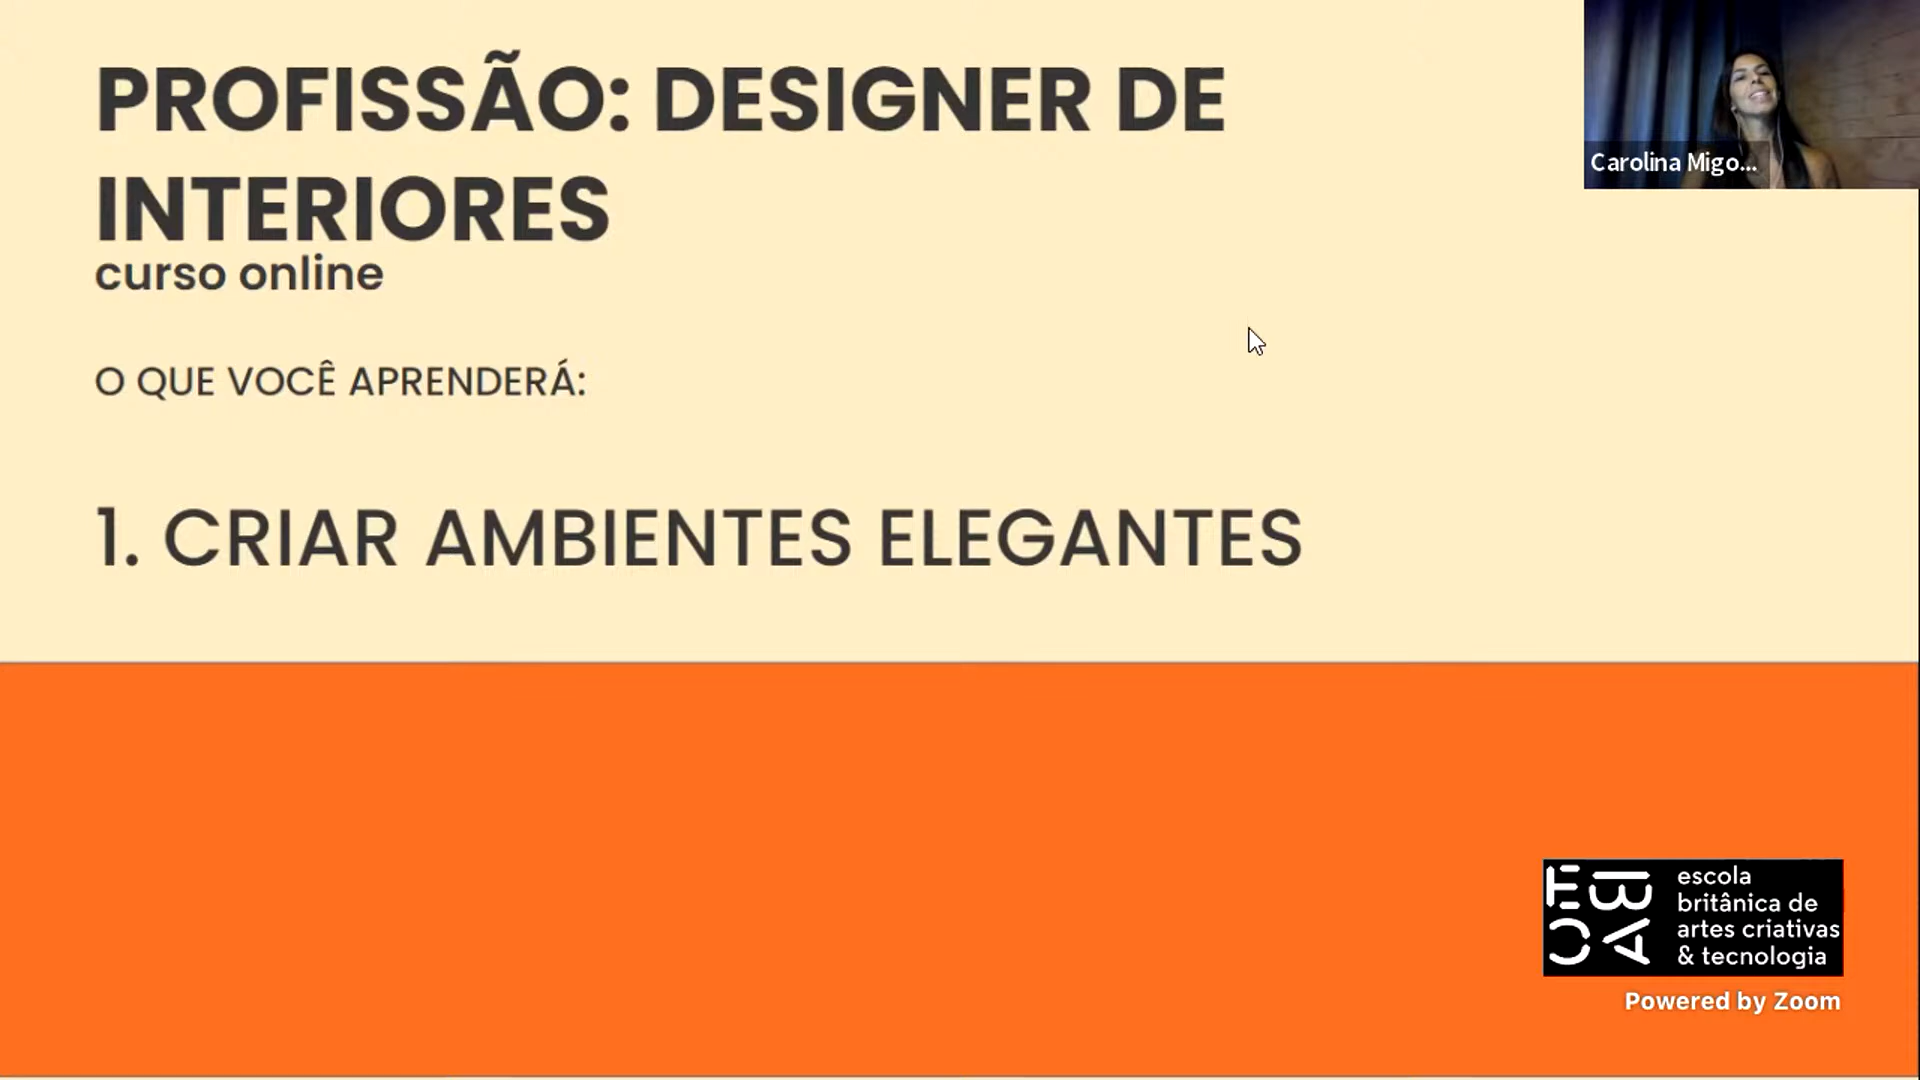 PROFISSÃO: DESIGNER DE
INTERIORES
curso online
O QUE VOCÊ APRENDERÁ:
1. CRIAR AMBIENTES ELEGANTES
Carolina Migo...
EBAC
escola
britânica de
artes criativas
& tecnologia
Powered by Zoom